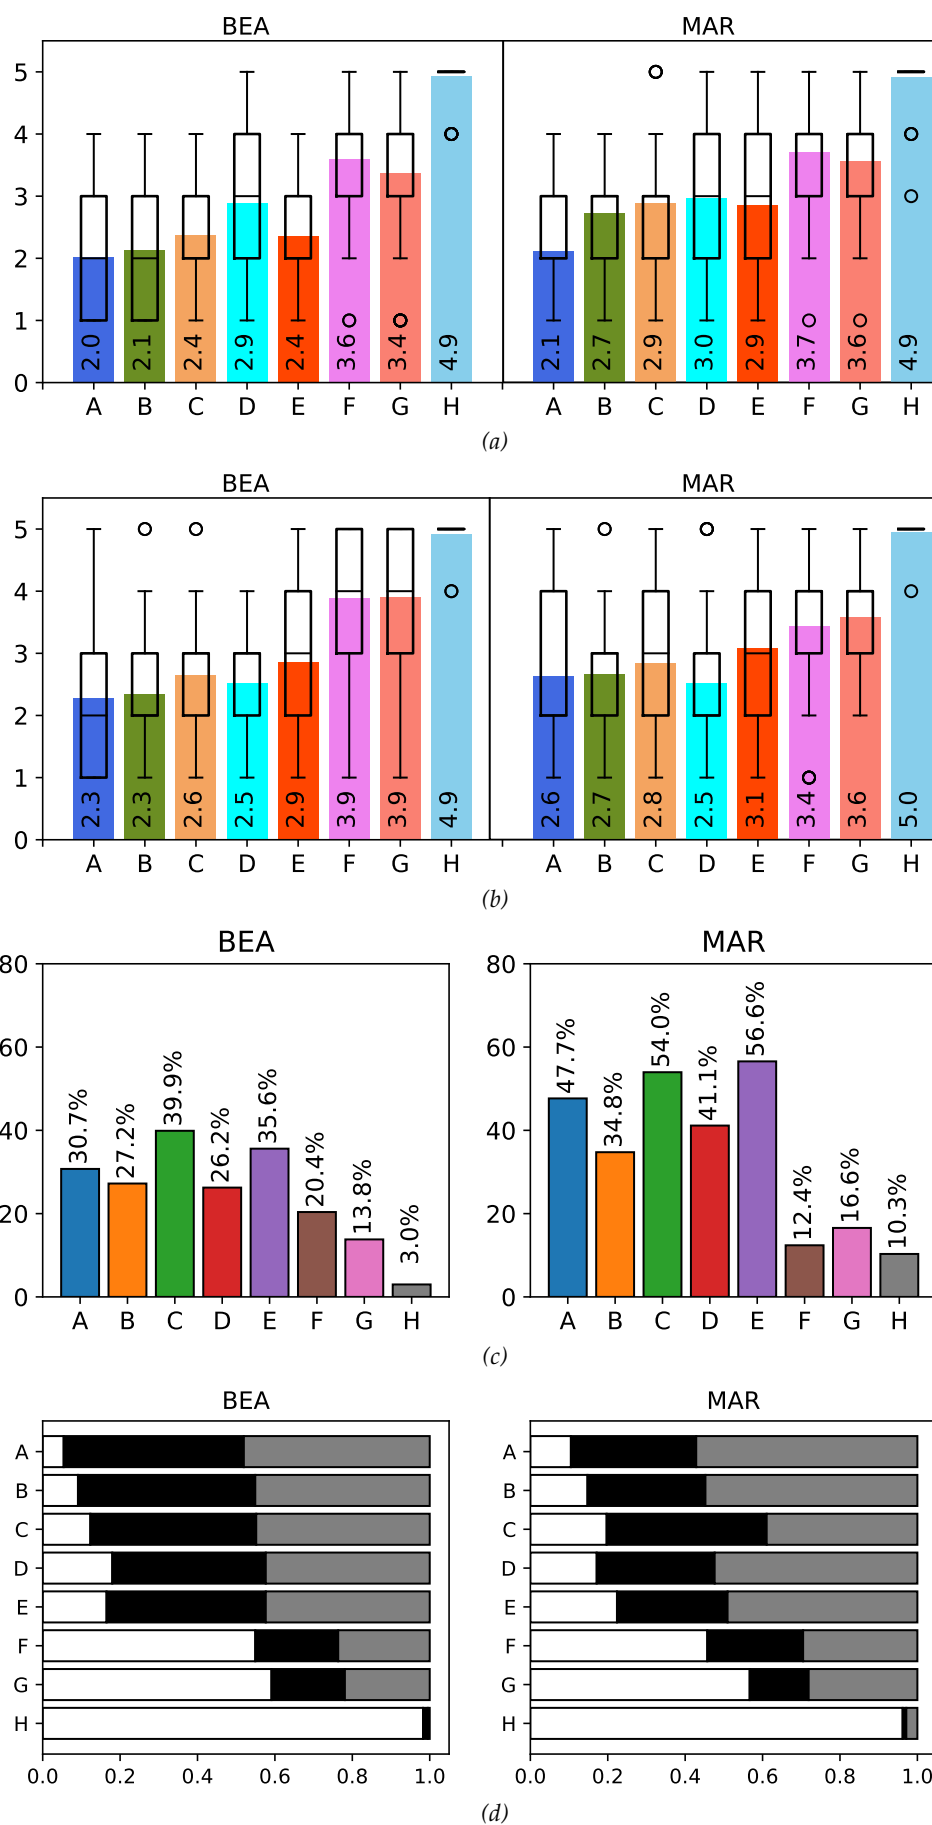 BEA MAR
5
4
3
2
1
0
2.0 2.1 2.4 2.9 2.4 3.6 3.4 4.9 2.1 2.7 2.9 3.0 2.9 3.7 3.6 4.9
A B C D E F G H A B C D E F G H
(a)
BEA MAR
5
4
3
2
1
0
2.3 2.3 2.6 2.5 2.9 3.9 3.9 4.9 2.6 2.7 2.8 2.5 3.1 3.4 3.6 5.0
A B C D E F G H A B C D E F G H
(b)
BEA
80
60
40
20
0
30.7% 27.2% 39.9% 26.2% 35.6% 20.4% 13.8% 3.0%
A B C D E F G H
MAR
80
60
40
20
0
47.7% 34.8% 54.0% 41.1% 56.6% 12.4% 16.6% 10.3%
A B C D E F G H
(c)
BEA
A
B
C
D
E
F
G
H
0.0 0.2 0.4 0.6 0.8 1.0
MAR
A
B
C
D
E
F
G
H
0.0 0.2 0.4 0.6 0.8 1.0
(d)